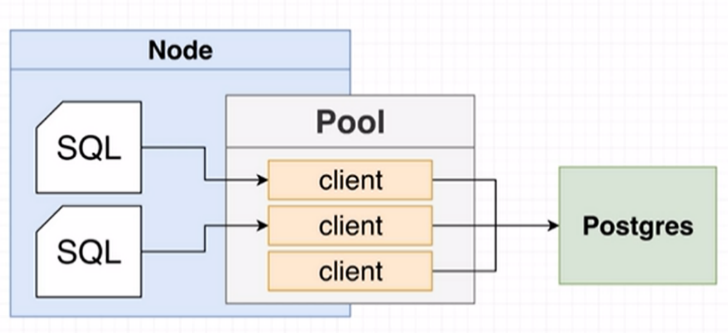 Node
SQL
SQL
Pool
client
client
client
Postgres